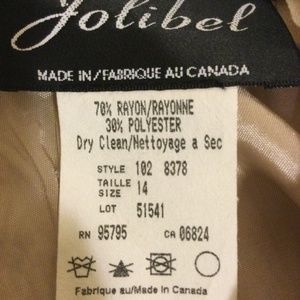 Jolibel
MADE IN/FABRIQUE AU CANADA
70% RAYON/RAYONNE
30% POLYESTER
Dry Clean/Nettoyage a Sec
STYLE 102 8378
TAILLE
SIZE 14
LOT 51541
RN 95795 CA 06824
Fabrique au/Made in Canada